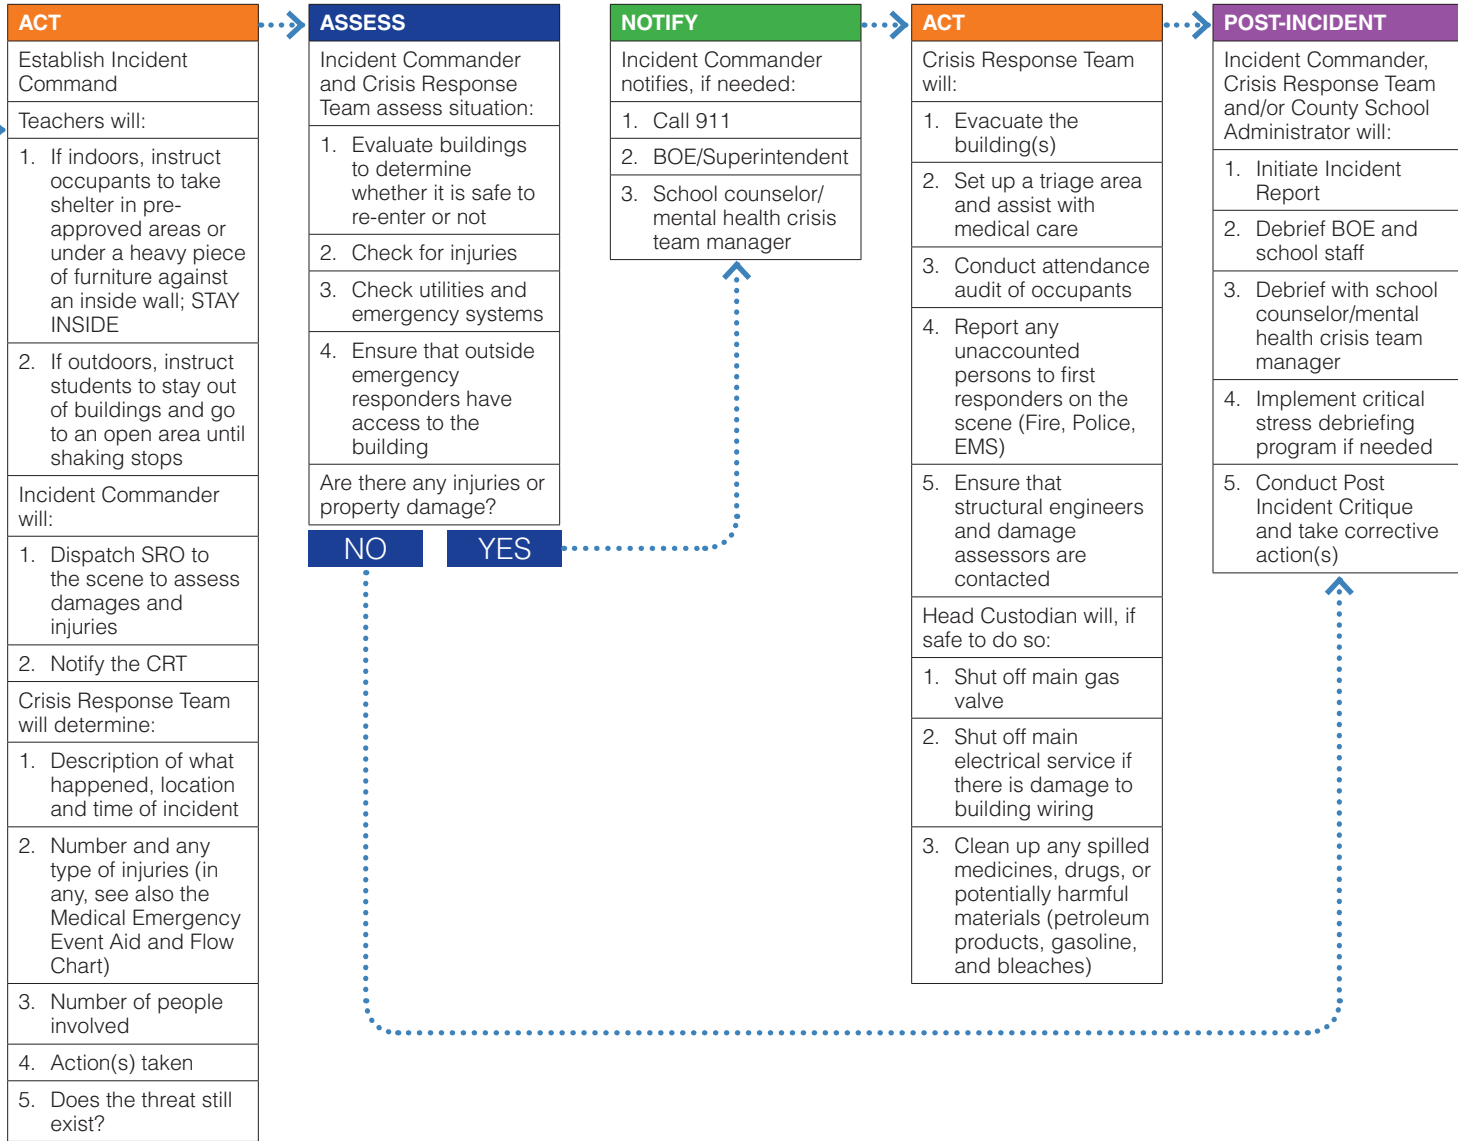 ACT
Establish Incident
Command
Teachers will:
1. If indoors, instruct
occupants to take
shelter in pre-
approved areas or
under a heavy piece
of furniture against
an inside wall; STAY
INSIDE
2. If outdoors, instruct
students to stay out
of buildings and go
to an open area until
shaking stops
Incident Commander
will:
1. Dispatch SRO to
the scene to assess
damages and
injuries
2. Notify the CRT
Crisis Response Team
will determine:
1. Description of what
happened, location
and time of incident
2. Number and any
type of injuries (in
any, see also the
Medical Emergency
Event Aid and Flow
Chart)
3. Number of people
involved
4. Action(s) taken
5. Does the threat still
exist?
ASSESS
Incident Commander
and Crisis Response
Team assess situation:
1. Evaluate buildings
to determine
whether it is safe to
re-enter or not
2. Check for injuries
3. Check utilities and
emergency systems
4. Ensure that outside
emergency
responders have
access to the
building
Are there any injuries or
property damage?
NO
YES
NOTIFY
Incident Commander
notifies, if needed:
1. Call 911
2. BOE/Superintendent
3. School counselor/
mental health crisis
team manager
ACT
Crisis Response Team
will:
1. Evacuate the
building(s)
2. Set up a triage area
and assist with
medical care
3. Conduct attendance
audit of occupants
4. Report any
unaccounted
persons to first
responders on the
scene (Fire, Police,
EMS)
5. Ensure that
structural engineers
and damage
assessors are
contacted
Head Custodian will, if
safe to do so:
1. Shut off main gas
valve
2. Shut off main
electrical service if
there is damage to
building wiring
3. Clean up any spilled
medicines, drugs, or
potentially harmful
materials (petroleum
products, gasoline,
and bleaches)
POST-INCIDENT
Incident Commander,
Crisis Response Team
and/or County School
Administrator will:
1. Initiate Incident
Report
2. Debrief BOE and
school staff
3. Debrief with school
counselor/mental
health crisis team
manager
4. Implement critical
stress debriefing
program if needed
5. Conduct Post
Incident Critique
and take corrective
action(s)